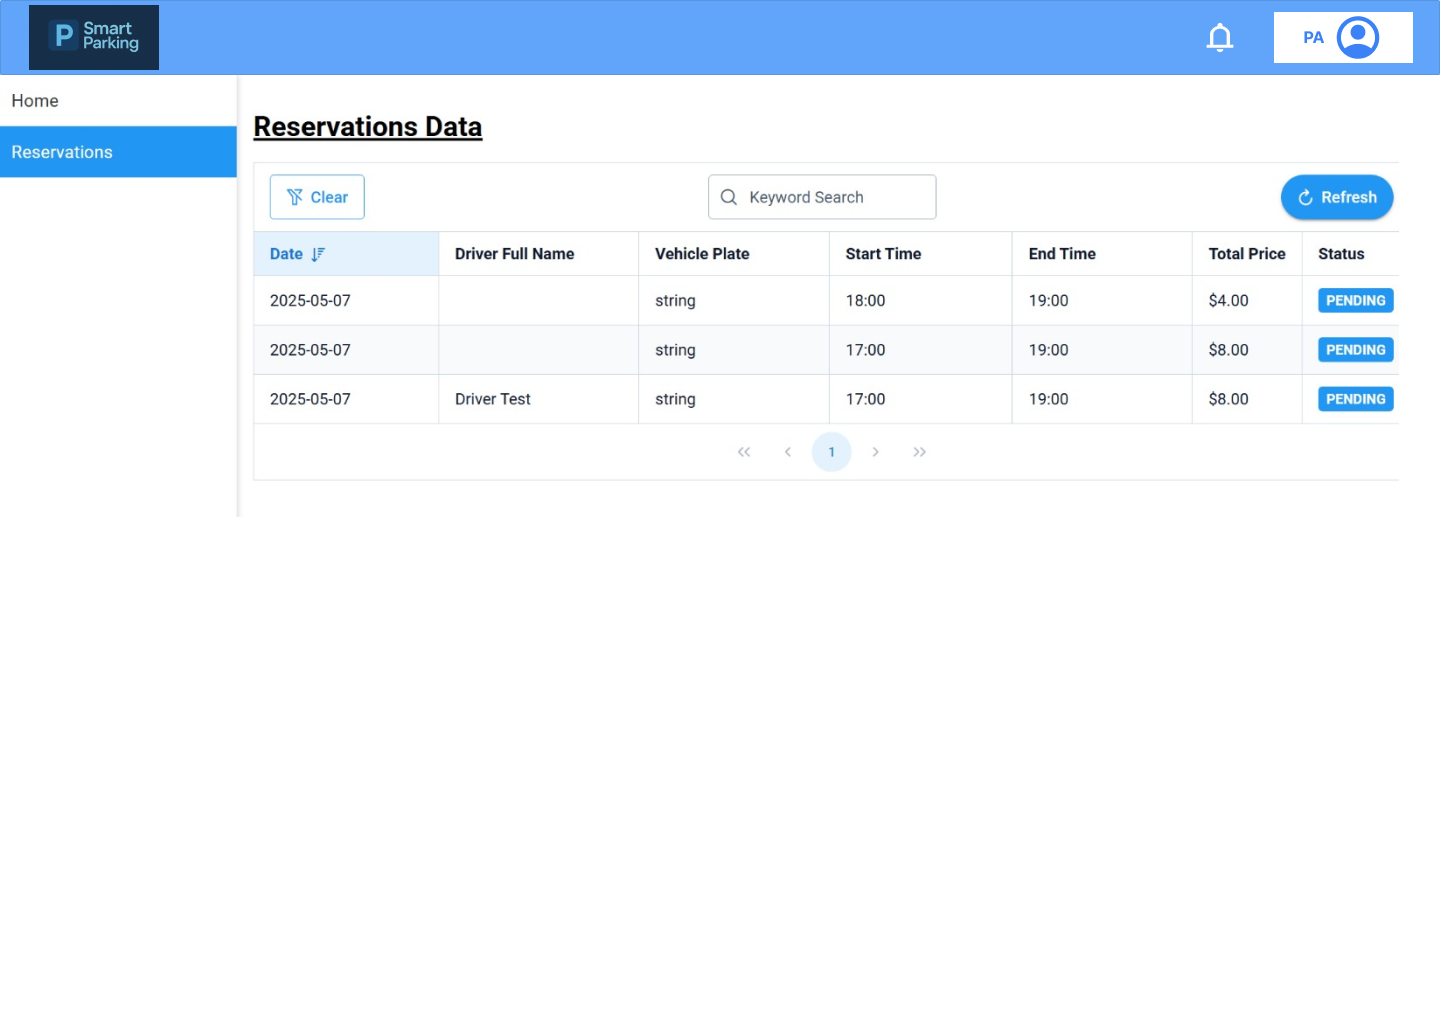 P Smart
Parking
PA
Home
Reservations
Reservations Data
Clear
Keyword Search
Refresh
Date Driver Full Name Vehicle Plate Start Time End Time Total Price Status
2025-05-07 string 18:00 19:00 $4.00 PENDING
2025-05-07 string 17:00 19:00 $8.00 PENDING
2025-05-07 Driver Test string 17:00 19:00 $8.00 PENDING
1